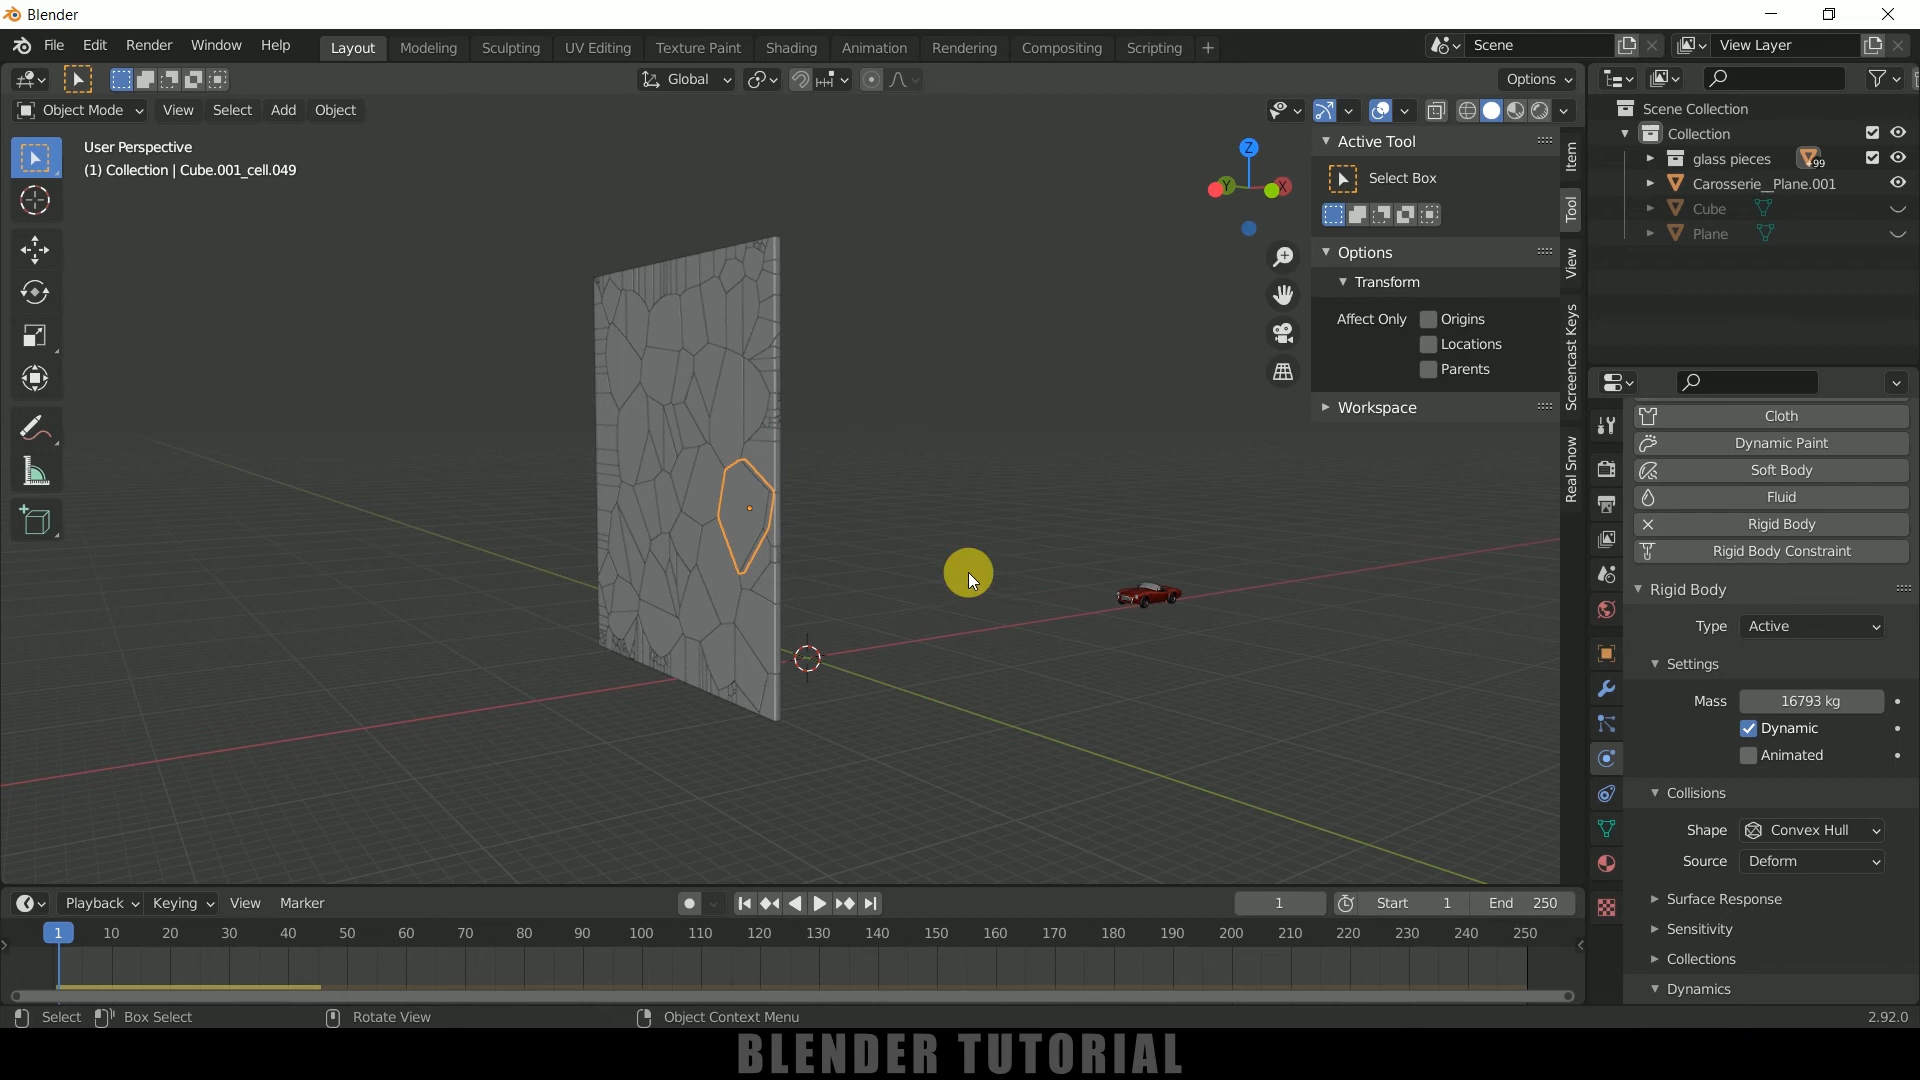 Blender
File Edit Render Window Help
Layout Modeling Sculpting UV Editing Texture Paint Shading Animation Rendering Compositing Scripting +
Scene
View Layer
Global
Options
Object Mode View Select Add Object
User Perspective
(1) Collection | Cube.001_cell.049
Z
Y
X
Active Tool
Select Box
Options
Transform
Affect Only Origins
Locations
Parents
Workspace
Item
Tool
View
Screencast Keys
Real Snow
Scene Collection
Collection
glass pieces +99
Carosserie__Plane.001
Cube
Plane
Cloth
Dynamic Paint
Soft Body
Fluid
Rigid Body
Rigid Body Constraint
Rigid Body
Type Active
Settings
Mass 16793 kg
Dynamic
Animated
Collisions
Shape Convex Hull
Source Deform
Surface Response
Sensitivity
Collections
Dynamics
Playback Keying View Marker
1 Start 1 End 250
1 10 20 30 40 50 60 70 80 90 100 110 120 130 140 150 160 170 180 190 200 210 220 230 240 250
Select Box Select Rotate View Object Context Menu
2.92.0
BLENDER TUTORIAL